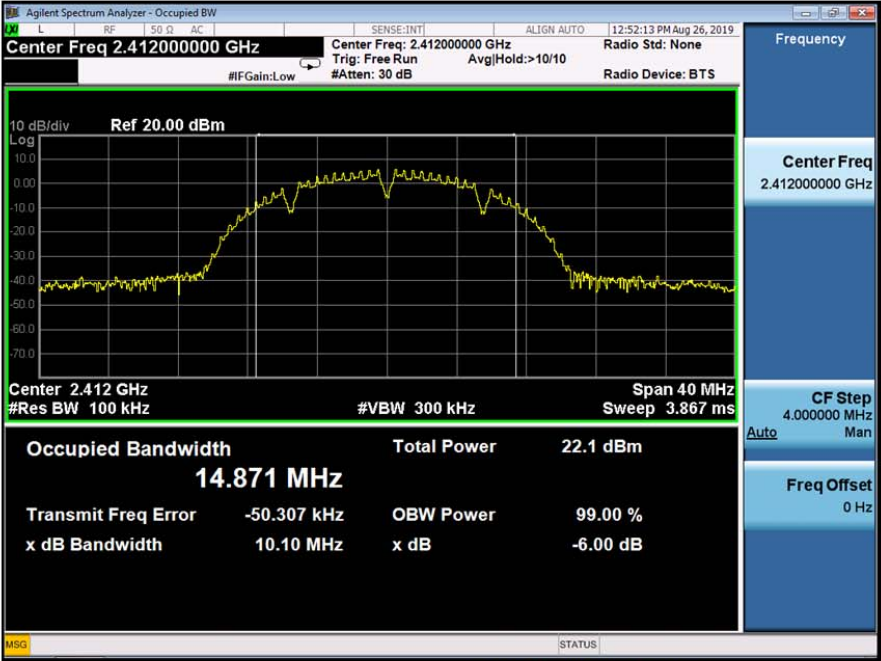 Agilent Spectrum Analyzer - Occupied BW
LXI L RF 50 Ω AC SENSE:INT ALIGN AUTO 12:52:13 PM Aug 26, 2019
Center Freq 2.412000000 GHz
Center Freq: 2.412000000 GHz
Radio Std: None
Trig: Free Run Avg|Hold:>10/10
#IFGain:Low #Atten: 30 dB
Radio Device: BTS
Frequency
10 dB/div Ref 20.00 dBm
Log
10.0
0.00
-10.0
-20.0
-30.0
-40.0
-50.0
-60.0
-70.0
Center 2.412 GHz Span 40 MHz
#Res BW 100 kHz #VBW 300 kHz Sweep 3.867 ms
Center Freq
2.412000000 GHz
CF Step
4.000000 MHz
Auto Man
Freq Offset
0 Hz
Occupied Bandwidth Total Power 22.1 dBm
14.871 MHz
Transmit Freq Error -50.307 kHz OBW Power 99.00 %
x dB Bandwidth 10.10 MHz x dB -6.00 dB
MSG STATUS